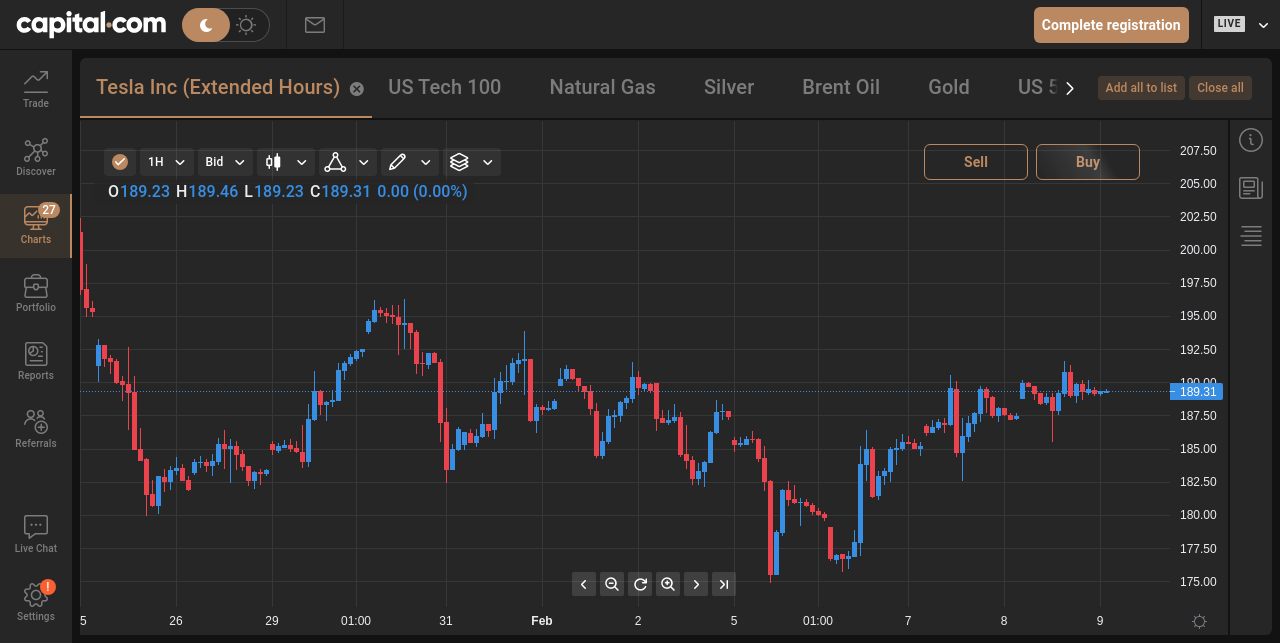 capital.com
Complete registration
LIVE
Trade
Discover
27
Charts
Portfolio
Reports
Referrals
Live Chat
!
Settings
Tesla Inc (Extended Hours) US Tech 100 Natural Gas Silver Brent Oil Gold US 5
Add all to list Close all
1H Bid
Sell Buy
O189.23 H189.46 L189.23 C189.31 0.00 (0.00%)
207.50
205.00
202.50
200.00
197.50
195.00
192.50
190.00
189.31
187.50
185.00
182.50
180.00
177.50
175.00
5 26 29 01:00 31 Feb 2 5 01:00 7 8 9